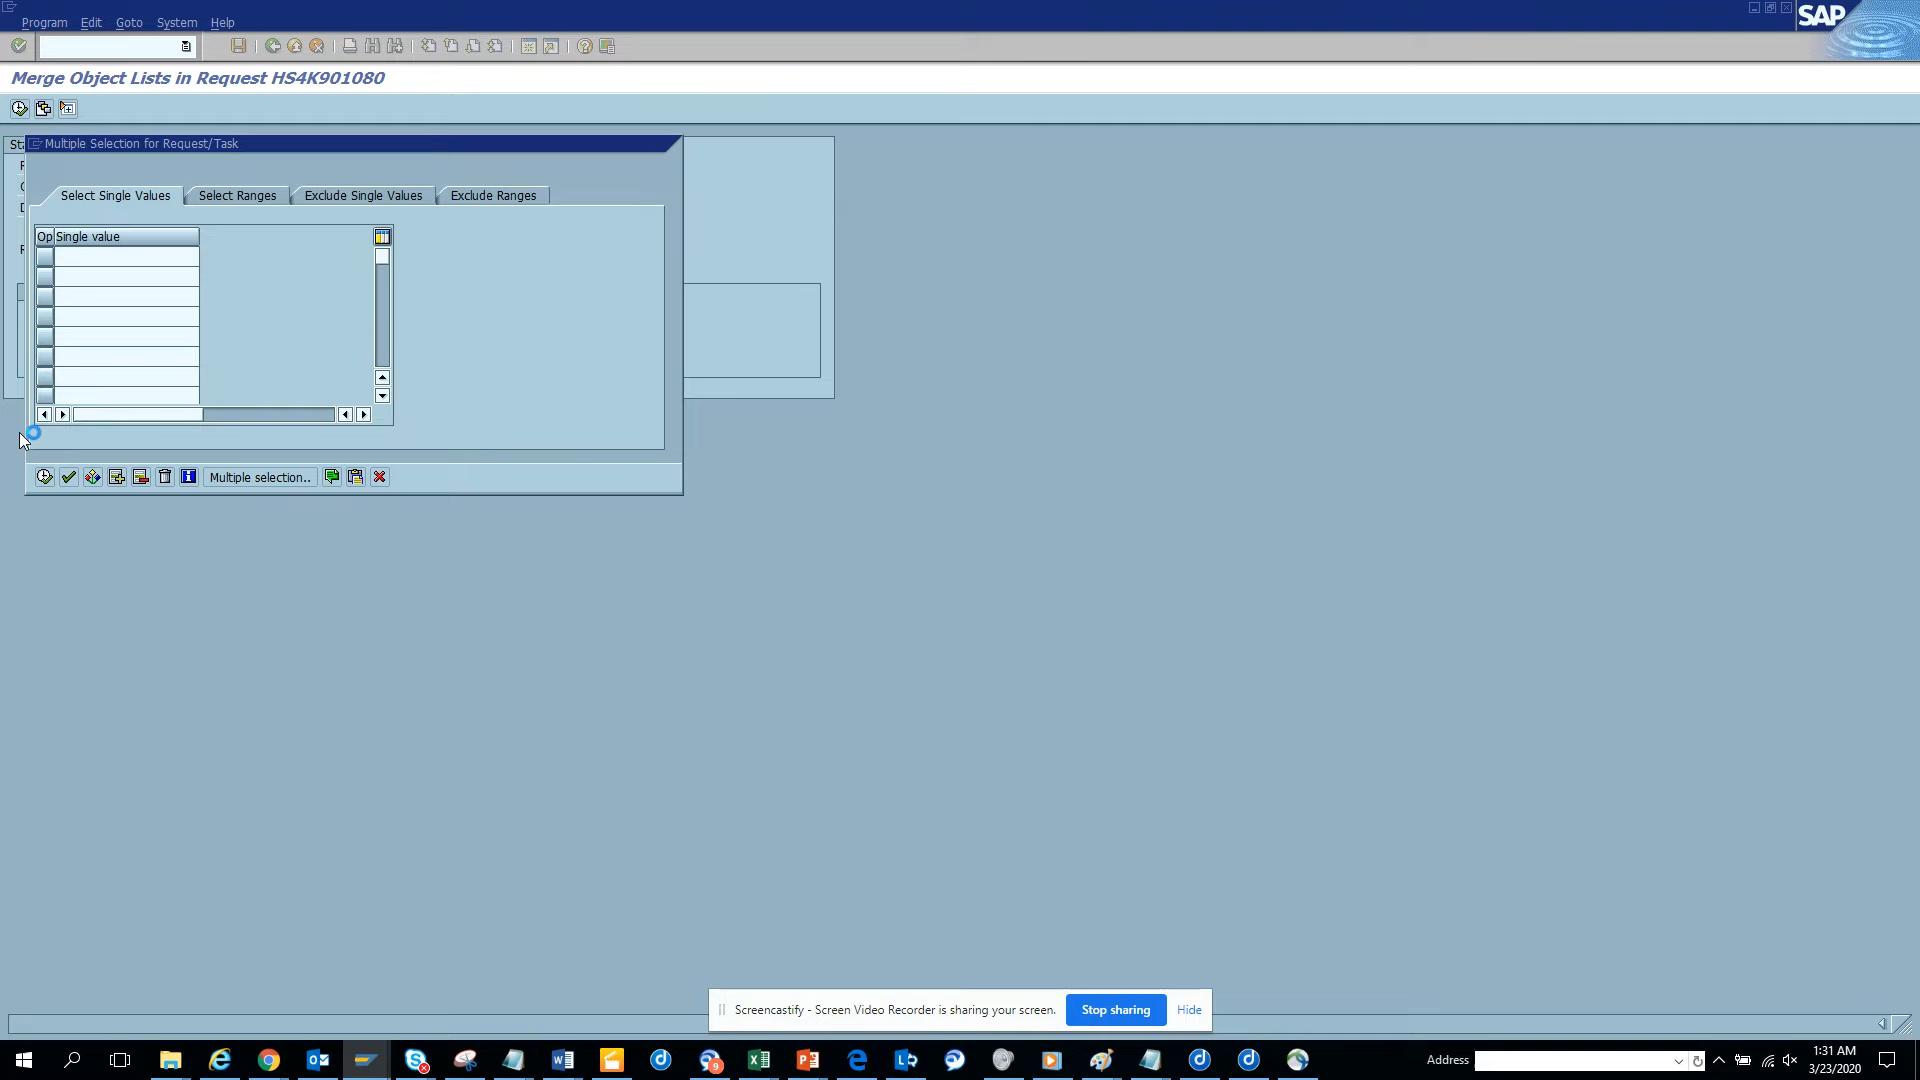 Program Edit Goto System Help
SAP
Merge Object Lists in Request HS4K901080
Multiple Selection for Request/Task
Select Single Values Select Ranges Exclude Single Values Exclude Ranges
Op Single value
Multiple selection..
Screencastify - Screen Video Recorder is sharing your screen. Stop sharing Hide
9
Address
1:31 AM
3/23/2020